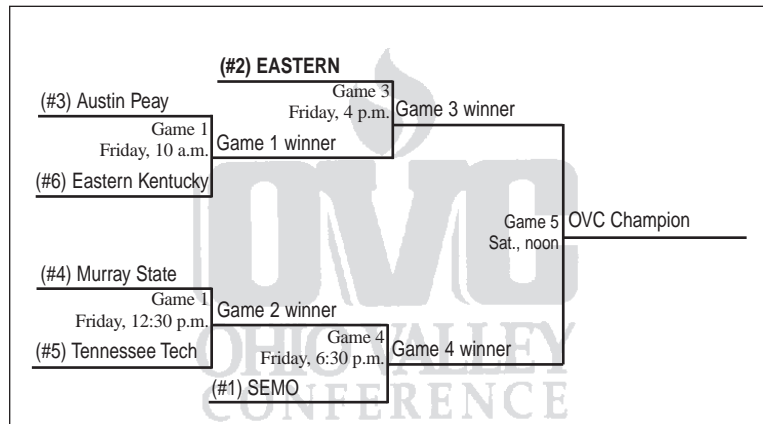 (#2) EASTERN
Game 3
Friday, 4 p.m.
Game 3 winner
(#3) Austin Peay
Game 1
Friday, 10 a.m.
Game 1 winner
(#6) Eastern Kentucky
Game 5
Sat., noon
OVC Champion
(#4) Murray State
Game 1
Friday, 12:30 p.m.
Game 2 winner
(#5) Tennessee Tech
Game 4
Friday, 6:30 p.m.
Game 4 winner
(#1) SEMO
OVC
OHIO VALLEY
CONFERENCE